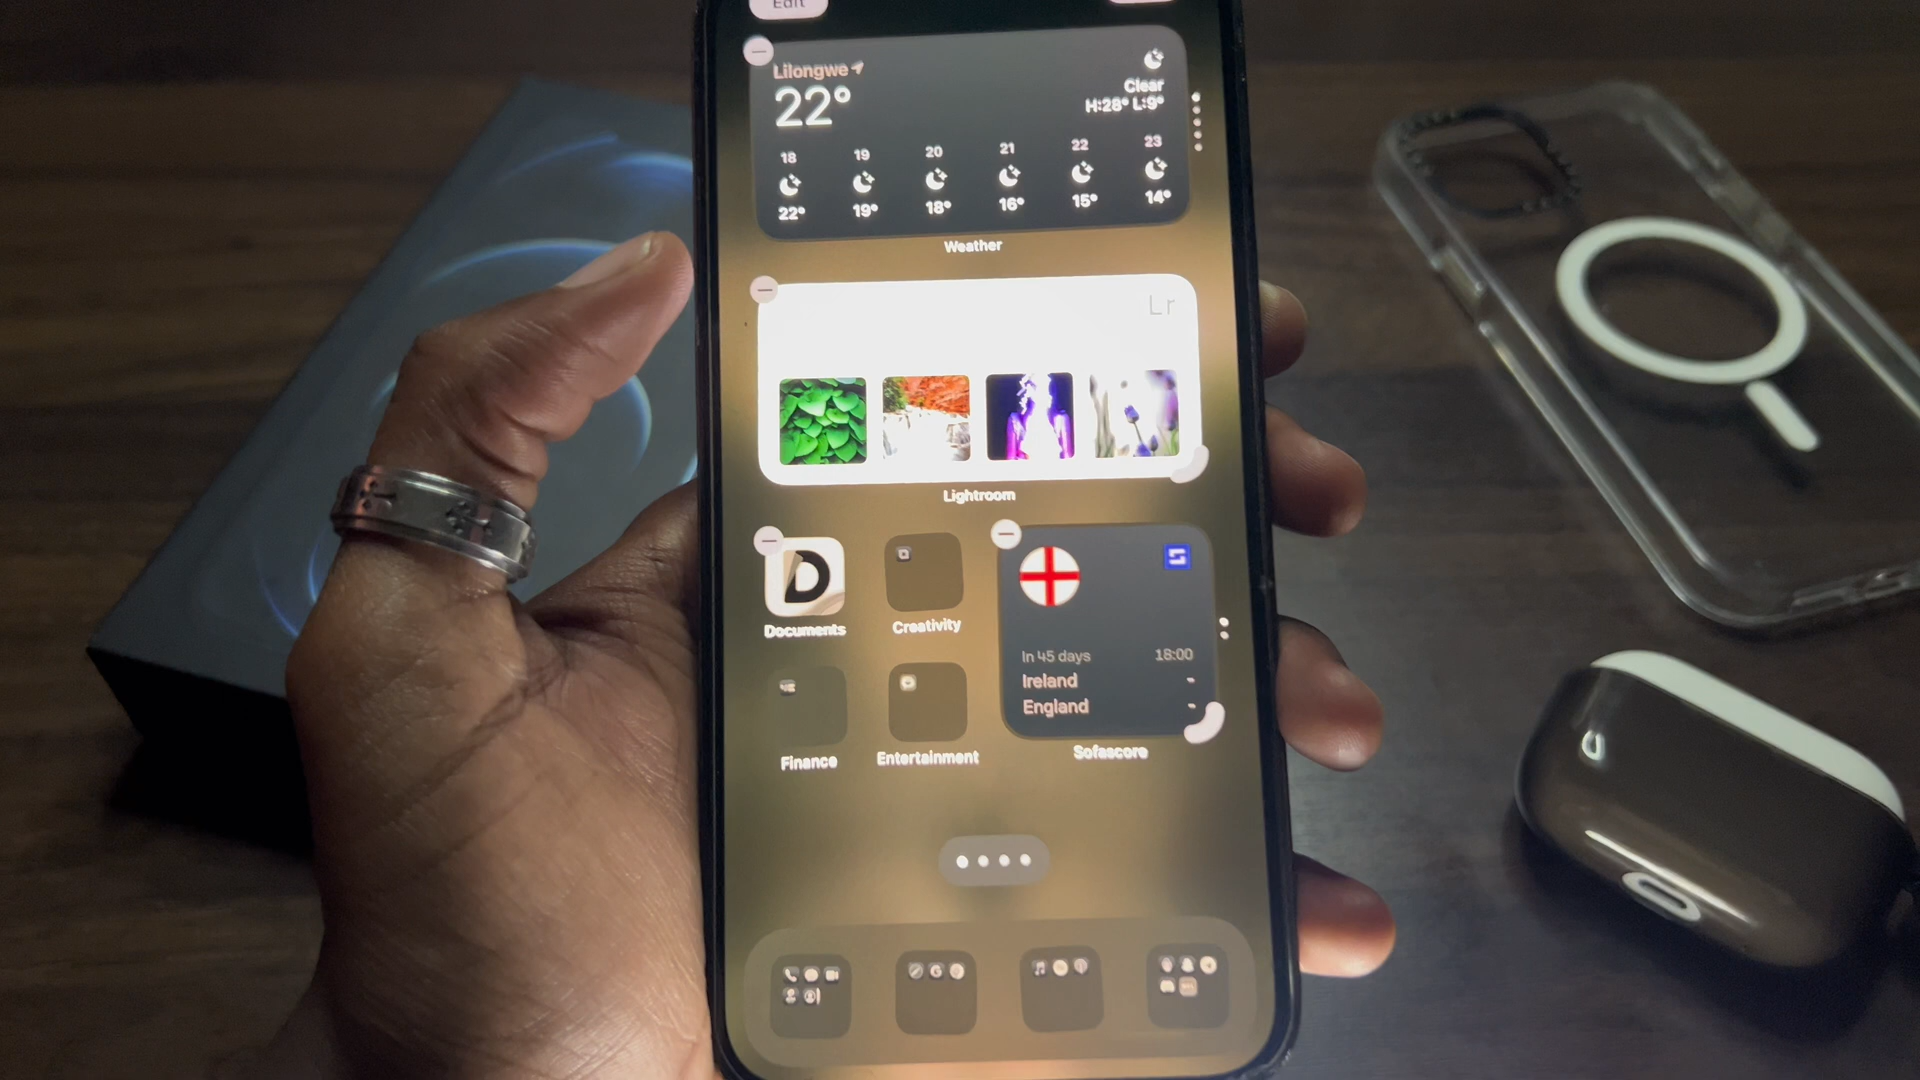 Edit
Lilongwe
22°
Clear
H:28° L:9°
18 19 20 21 22 23
22° 19° 18° 16° 15° 14°
Weather
Lr
Lightroom
D
Documents
Creativity
Finance
Entertainment
In 45 days 18:00
Ireland -
England -
Sofascore